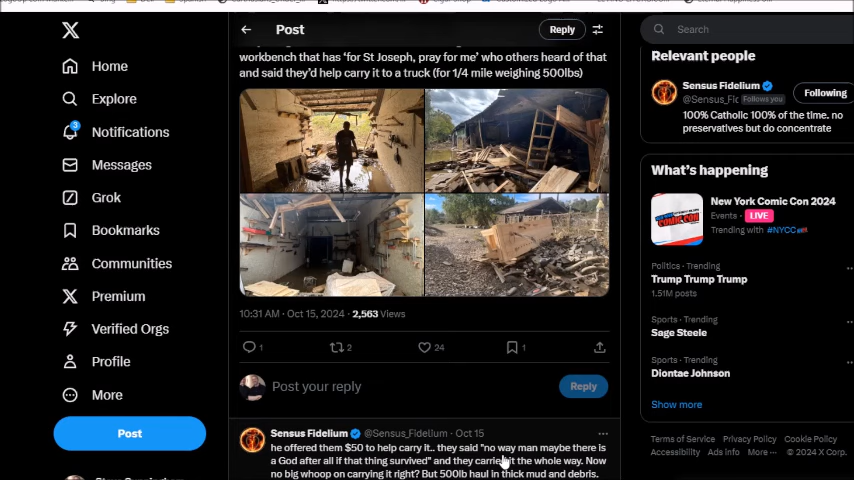 Post
Reply
Search
workbench that has 'for St Joseph, pray for me' who others heard of that
and said they'd help carry it to a truck (for 1/4 mile weighing 500lbs)
Home
Explore
3
Notifications
Messages
Grok
Bookmarks
Communities
Premium
Verified Orgs
Profile
More
Post
10:31 AM · Oct 15, 2024 · 2,563 Views
1
2
24
1
Post your reply
Reply
Sensus Fidelium @Sensus_Fidelium · Oct 15
he offered them $50 to help carry it.. they said "no way man maybe there is
a God after all if that thing survived" and they carried it the whole way. Now
no big whoop on carrying it right? But 500lb haul in thick mud and debris.
Relevant people
Sensus Fidelium
@Sensus_Fic Follows you
Following
100% Catholic 100% of the time. no
preservatives but do concentrate
What's happening
New York Comic Con 2024
Events · LIVE
Trending with #NYCC
Politics · Trending
Trump Trump Trump
1.51M posts
Sports · Trending
Sage Steele
Sports · Trending
Diontae Johnson
Show more
Terms of Service Privacy Policy Cookie Policy
Accessibility Ads info More ... © 2024 X Corp.